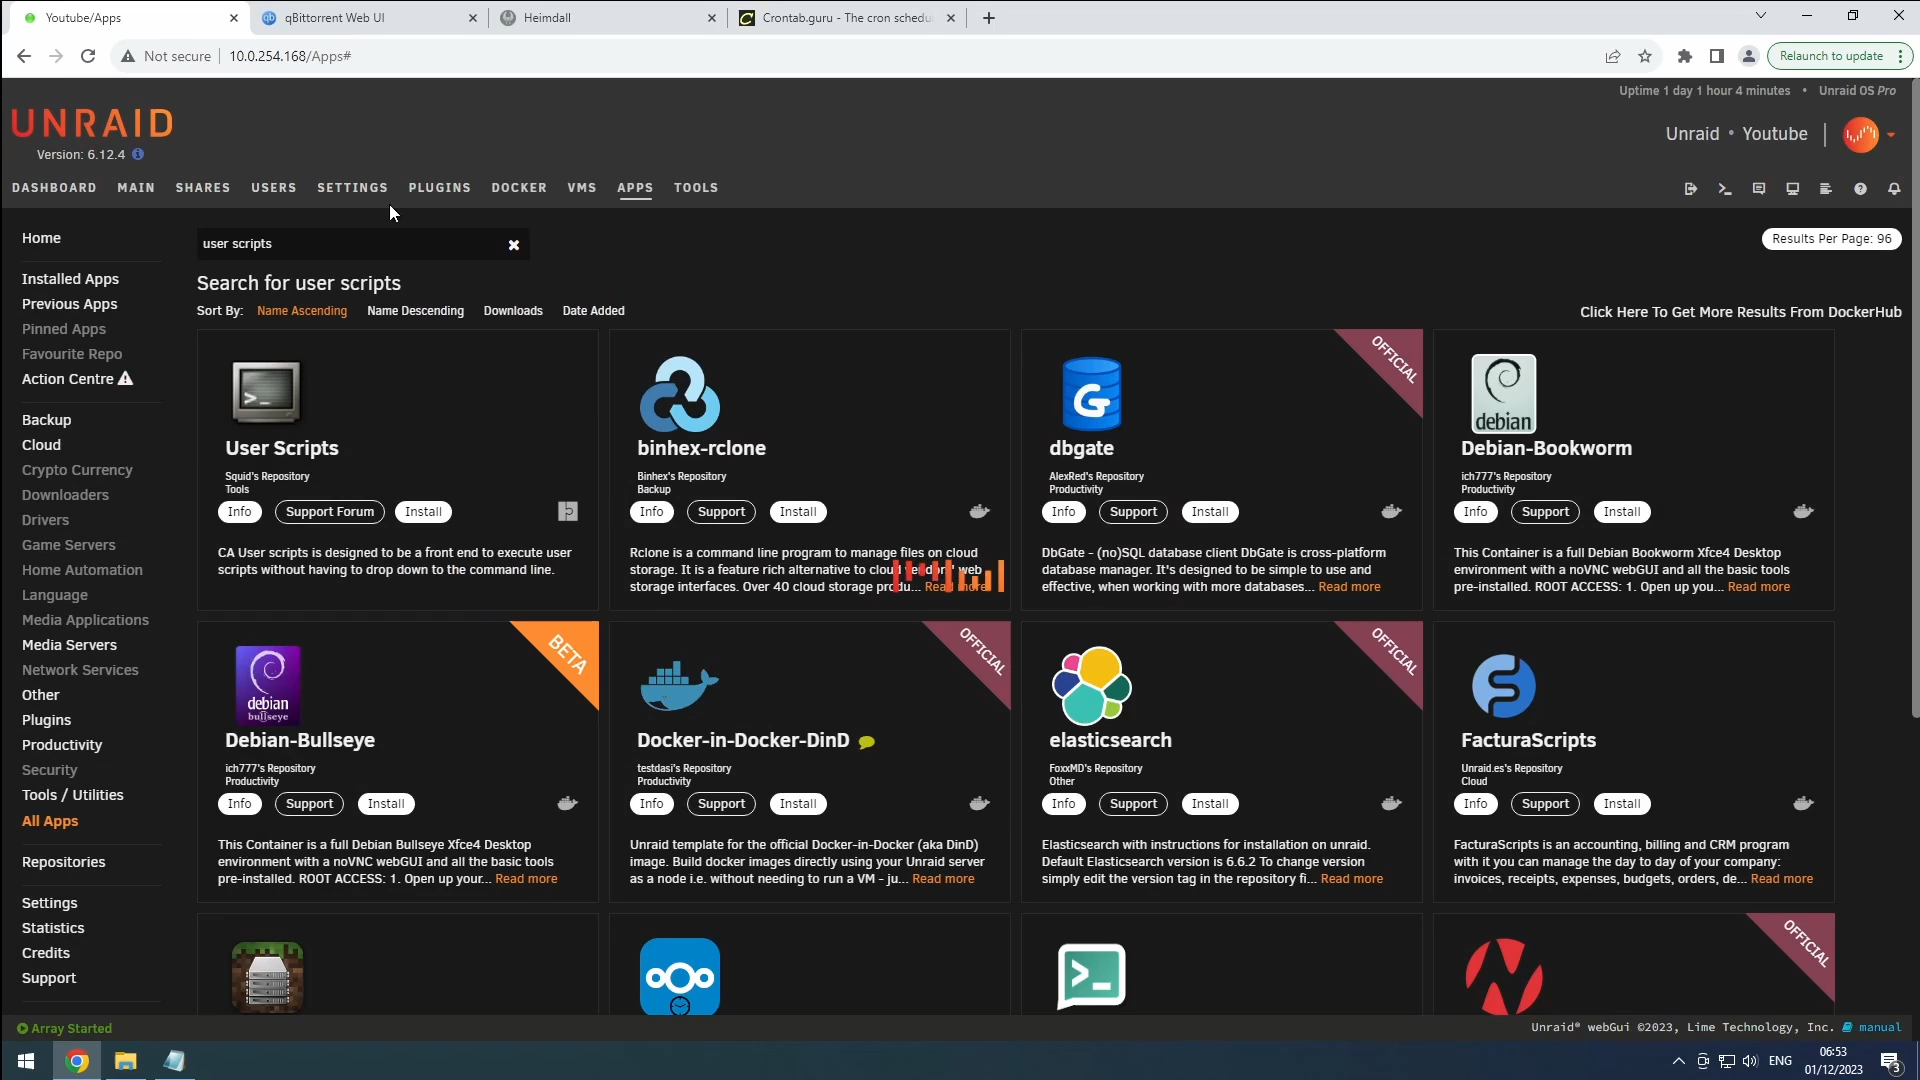 Youtube/Apps
qBittorrent Web UI
Heimdall
Crontab.guru - The cron schedu
Not secure
10.0.254.168/Apps#
Relaunch to update
Uptime 1 day 1 hour 4 minutes • Unraid OS Pro
UNRAID
Version: 6.12.4
Unraid • Youtube
DASHBOARD MAIN SHARES USERS SETTINGS PLUGINS DOCKER VMS APPS TOOLS
Home
Installed Apps
Previous Apps
Pinned Apps
Favourite Repo
Action Centre
Backup
Cloud
Crypto Currency
Downloaders
Drivers
Game Servers
Home Automation
Language
Media Applications
Media Servers
Network Services
Other
Plugins
Productivity
Security
Tools / Utilities
All Apps
Repositories
Settings
Statistics
Credits
Support
user scripts
Results Per Page: 96
Search for user scripts
Sort By: Name Ascending Name Descending Downloads Date Added
Click Here To Get More Results From DockerHub
User Scripts
Squid's Repository
Tools
Info Support Forum Install
CA User scripts is designed to be a front end to execute user
scripts without having to drop down to the command line.
binhex-rclone
Binhex's Repository
Backup
Info Support Install
Rclone is a command line program to manage files on cloud
storage. It is a feature rich alternative to cloud vendors' web
storage interfaces. Over 40 cloud storage produ... Read more
OFFICIAL
dbgate
AlexRed's Repository
Productivity
Info Support Install
DbGate - (no)SQL database client DbGate is cross-platform
database manager. It's designed to be simple to use and
effective, when working with more databases... Read more
debian
Debian-Bookworm
ich777's Repository
Productivity
Info Support Install
This Container is a full Debian Bookworm Xfce4 Desktop
environment with a noVNC webGUI and all the basic tools
pre-installed. ROOT ACCESS: 1. Open up you... Read more
BETA
debian
bullseye
Debian-Bullseye
ich777's Repository
Productivity
Info Support Install
This Container is a full Debian Bullseye Xfce4 Desktop
environment with a noVNC webGUI and all the basic tools
pre-installed. ROOT ACCESS: 1. Open up your... Read more
OFFICIAL
Docker-in-Docker-DinD
testdasi's Repository
Productivity
Info Support Install
Unraid template for the official Docker-in-Docker (aka DinD)
image. Build docker images directly using your Unraid server
as a node i.e. without needing to run a VM - ju... Read more
OFFICIAL
elasticsearch
FoxxMD's Repository
Other
Info Support Install
Elasticsearch with instructions for installation on unraid.
Default Elasticsearch version is 6.6.2 To change version
simply edit the version tag in the repository fi... Read more
FacturaScripts
Unraid.es's Repository
Cloud
Info Support Install
FacturaScripts is an accounting, billing and CRM program
with it you can manage the day to day of your company:
invoices, receipts, expenses, budgets, orders, de... Read more
OFFICIAL
Array Started
Unraid® webGui ©2023, Lime Technology, Inc. manual
ENG
06:53
01/12/2023
3